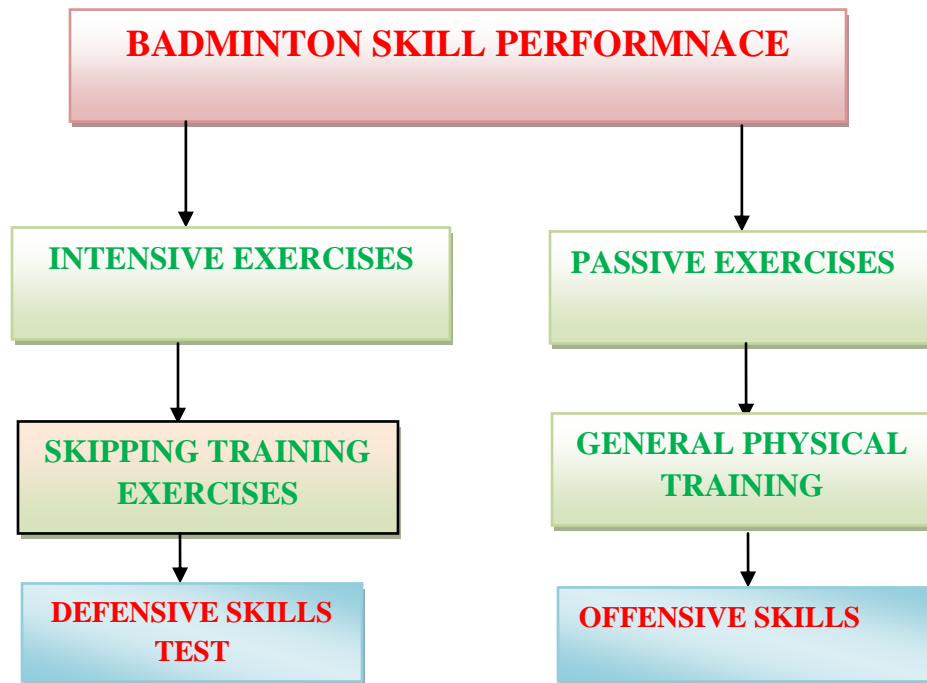 BADMINTON SKILL PERFORMNACE
INTENSIVE EXERCISES
PASSIVE EXERCISES
SKIPPING TRAINING
EXERCISES
GENERAL PHYSICAL
TRAINING
DEFENSIVE SKILLS
TEST
OFFENSIVE SKILLS